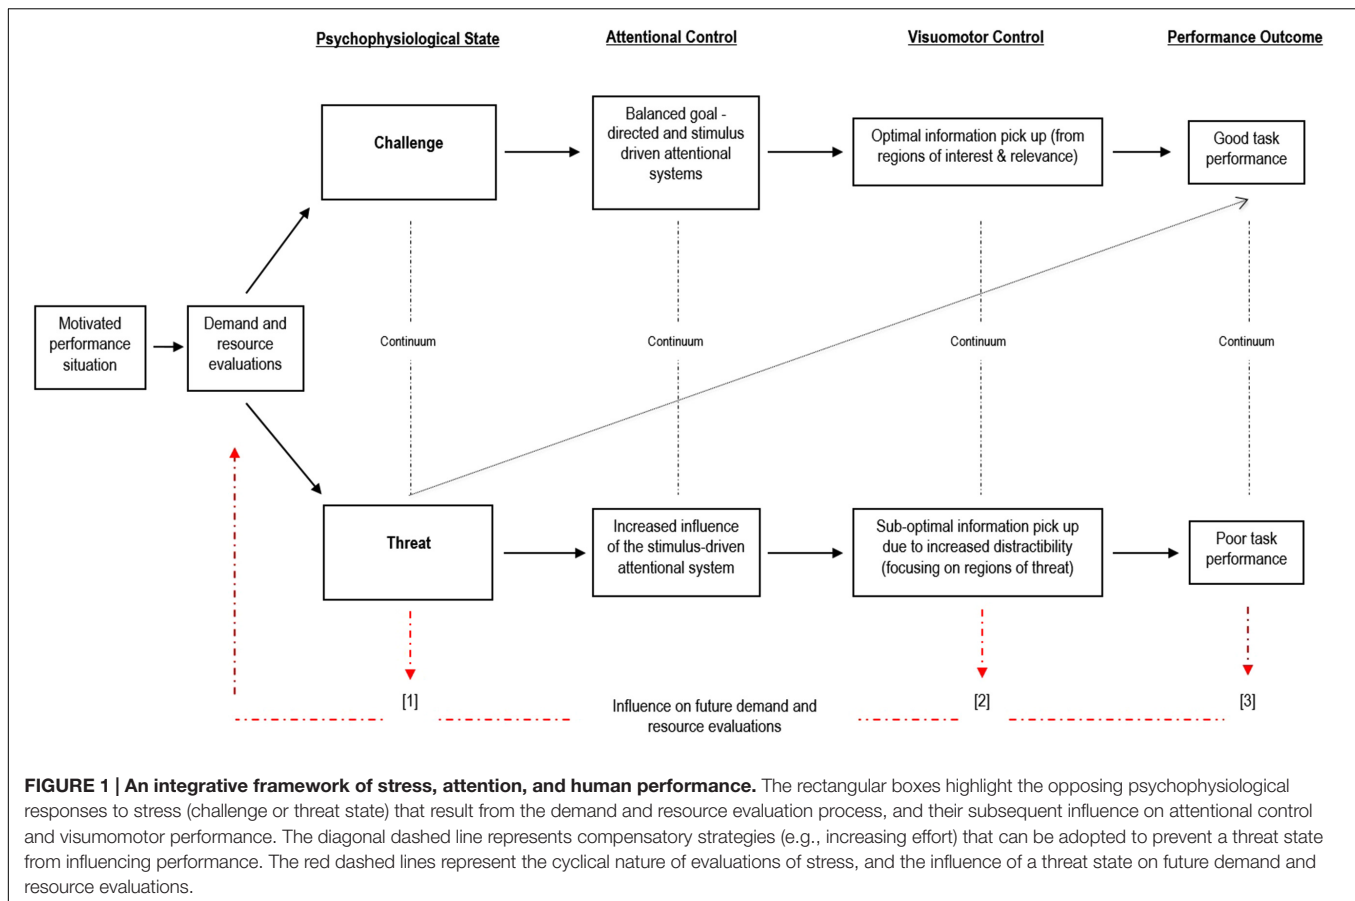 Psychophysiological State
Attentional Control
Visuomotor Control
Performance Outcome
Challenge
Balanced goal -
directed and stimulus
driven attentional
systems
Optimal information pick up (from
regions of interest & relevance)
Good task
performance
Motivated
performance
situation
Demand and
resource
evaluations
Continuum
Continuum
Continuum
Continuum
Threat
Increased influence
of the stimulus-driven
attentional system
Sub-optimal information pick up
due to increased distractibility
(focusing on regions of threat)
Poor task
performance
[1]
Influence on future demand and
resource evaluations
[2]
[3]
FIGURE 1 | An integrative framework of stress, attention, and human performance. The rectangular boxes highlight the opposing psychophysiological
responses to stress (challenge or threat state) that result from the demand and resource evaluation process, and their subsequent influence on attentional control
and visumomotor performance. The diagonal dashed line represents compensatory strategies (e.g., increasing effort) that can be adopted to prevent a threat state
from influencing performance. The red dashed lines represent the cyclical nature of evaluations of stress, and the influence of a threat state on future demand and
resource evaluations.